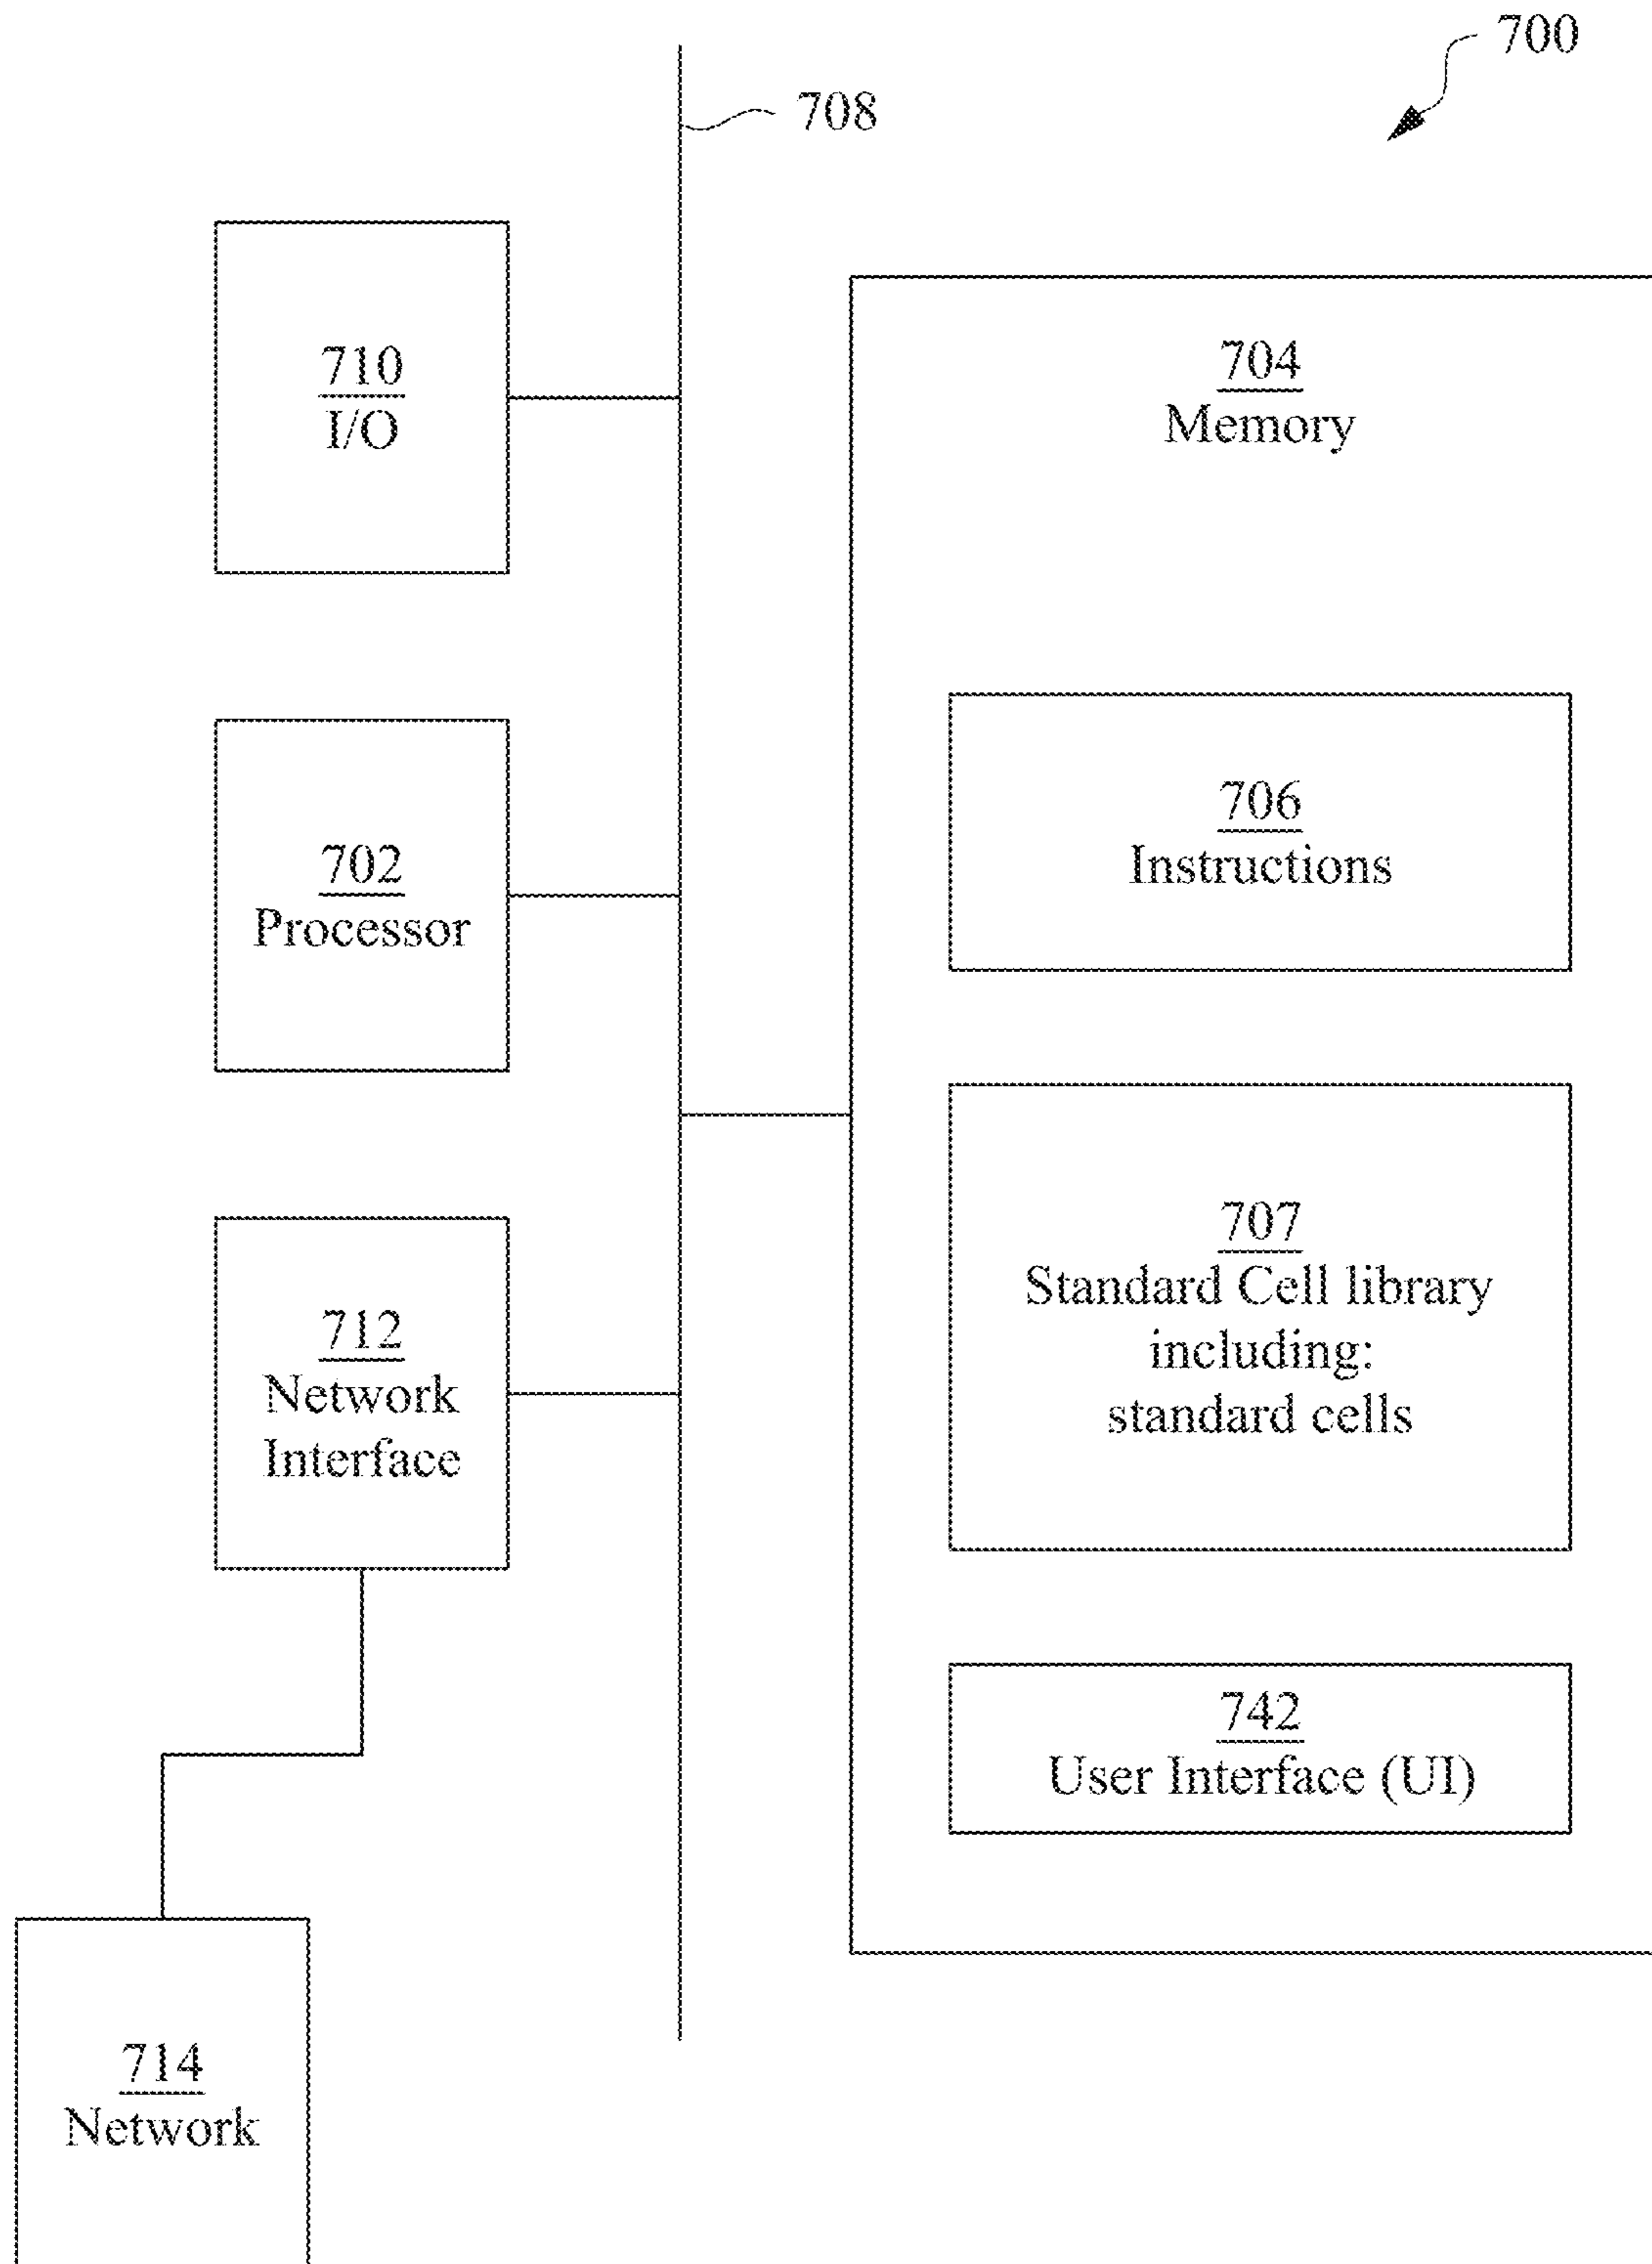 700
708
710
I/O
704
Memory
706
Instructions
702
Processor
707
Standard Cell library
including:
standard cells
712
Network
Interface
742
User Interface (UI)
714
Network